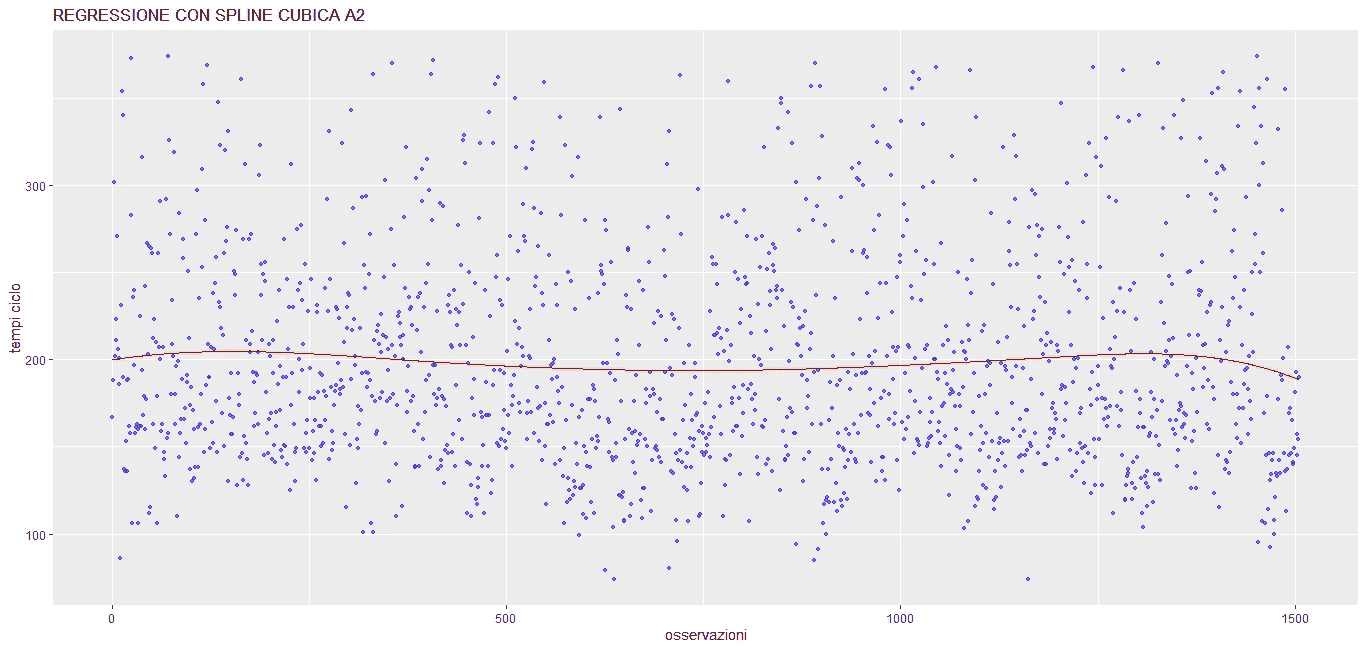 REGRESSIONE CON SPLINE CUBICA A2
tempi ciclo
300
200
100
0
500
1000
1500
osservazioni